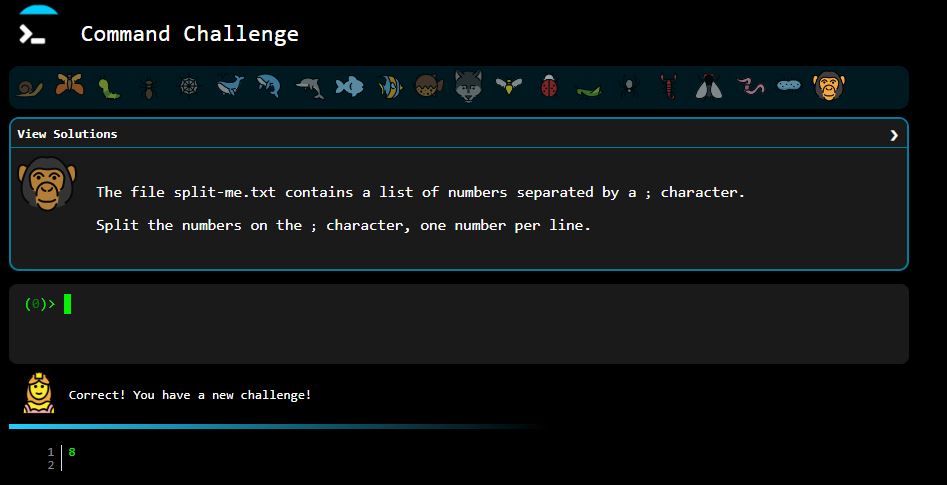 Command Challenge
View Solutions ❯
The file split-me.txt contains a list of numbers separated by a ; character.
Split the numbers on the ; character, one number per line.
(0)>
Correct! You have a new challenge!
1 8
2